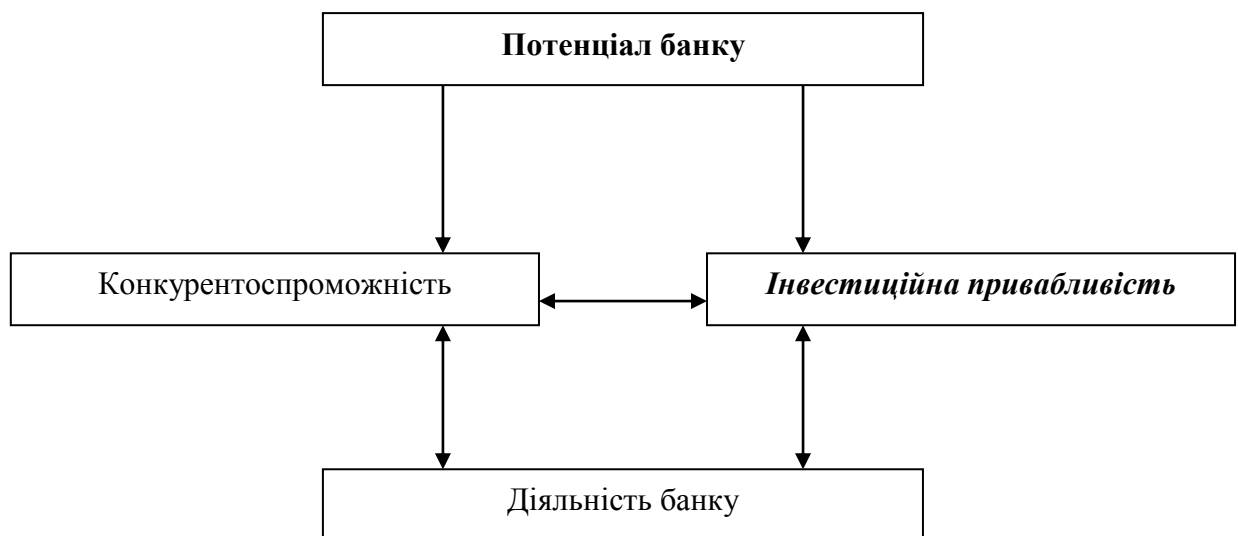 Потенціал банку
Конкурентоспроможність
Інвестиційна привабливість
Діяльність банку